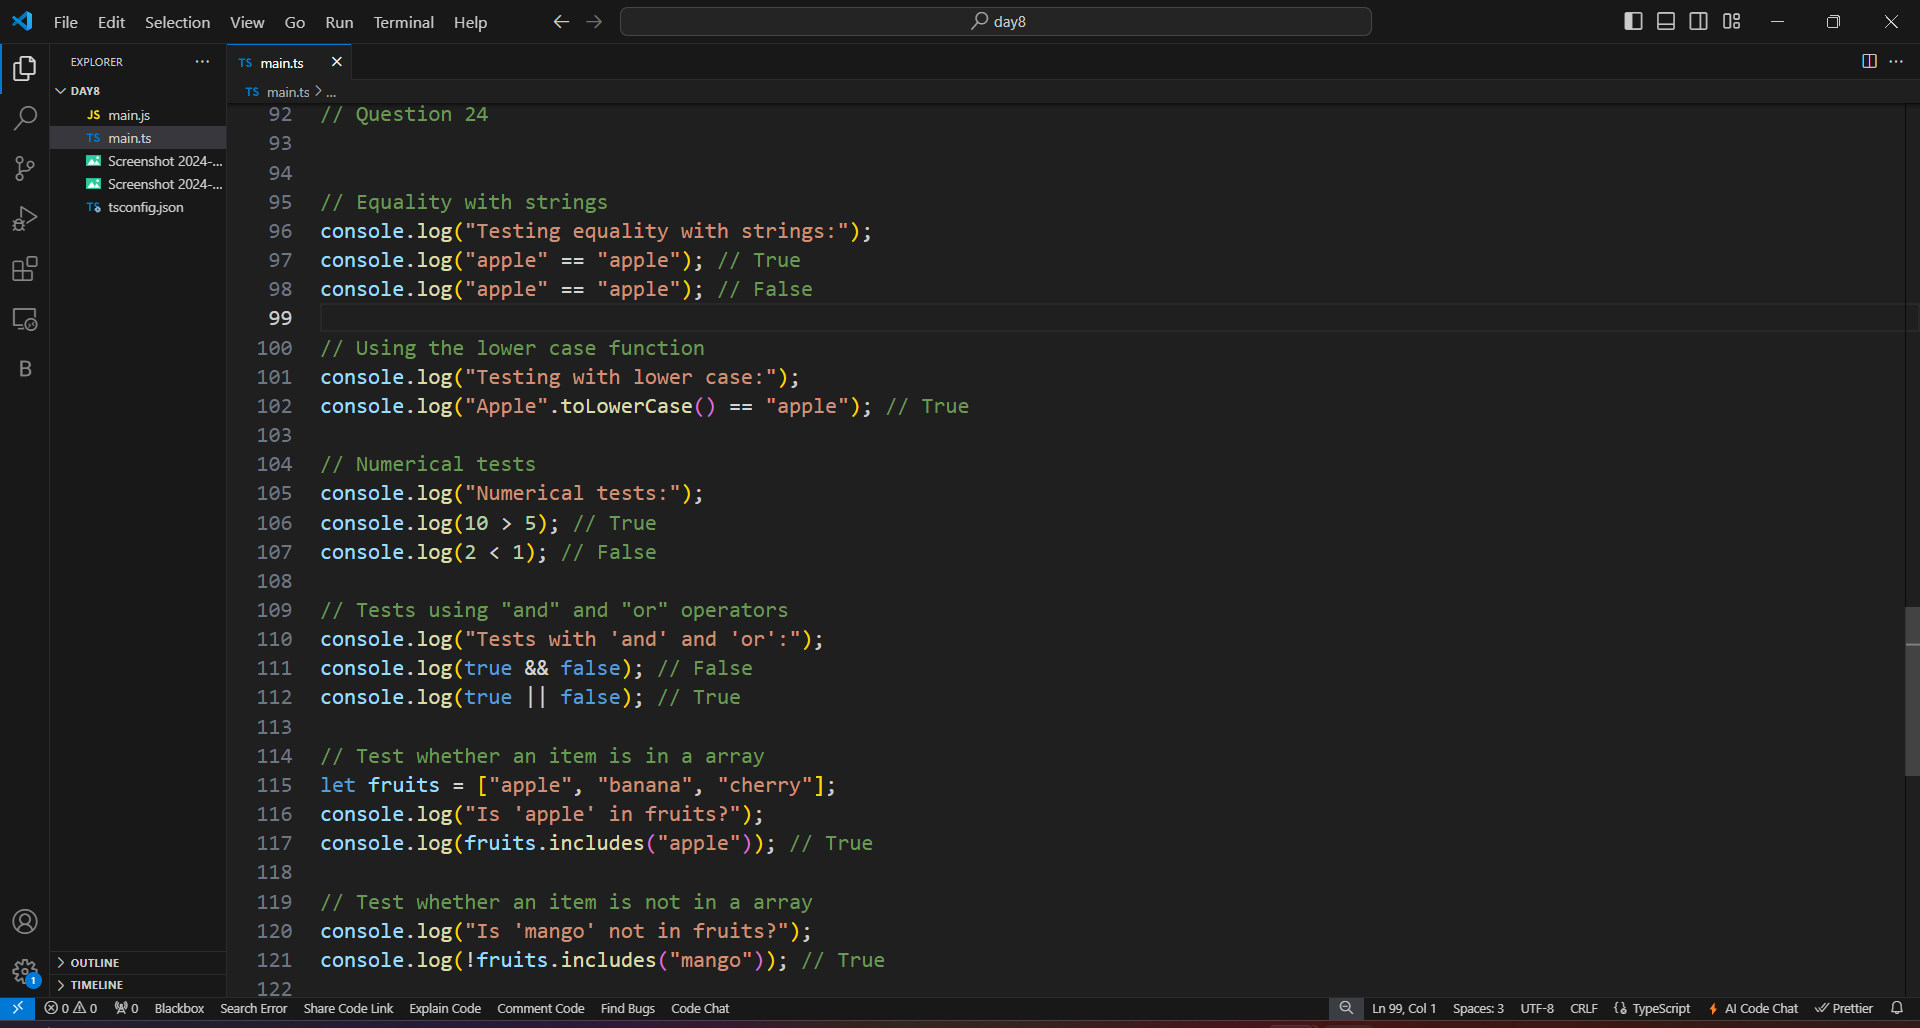 File Edit Selection View Go Run Terminal Help day8
EXPLORER
DAY8
JS main.js
TS main.ts
Screenshot 2024-...
Screenshot 2024-...
TS tsconfig.json
OUTLINE
TIMELINE
TS main.ts
TS main.ts > ...
92 // Question 24
93
94
95 // Equality with strings
96 console.log("Testing equality with strings:");
97 console.log("apple" == "apple"); // True
98 console.log("apple" == "apple"); // False
99
100 // Using the lower case function
101 console.log("Testing with lower case:");
102 console.log("Apple".toLowerCase() == "apple"); // True
103
104 // Numerical tests
105 console.log("Numerical tests:");
106 console.log(10 > 5); // True
107 console.log(2 < 1); // False
108
109 // Tests using "and" and "or" operators
110 console.log("Tests with 'and' and 'or':");
111 console.log(true && false); // False
112 console.log(true || false); // True
113
114 // Test whether an item is in a array
115 let fruits = ["apple", "banana", "cherry"];
116 console.log("Is 'apple' in fruits?");
117 console.log(fruits.includes("apple")); // True
118
119 // Test whether an item is not in a array
120 console.log("Is 'mango' not in fruits?");
121 console.log(!fruits.includes("mango")); // True
122
B
1
0 0 0 Blackbox Search Error Share Code Link Explain Code Comment Code Find Bugs Code Chat Ln 99, Col 1 Spaces: 3 UTF-8 CRLF {} TypeScript AI Code Chat Prettier